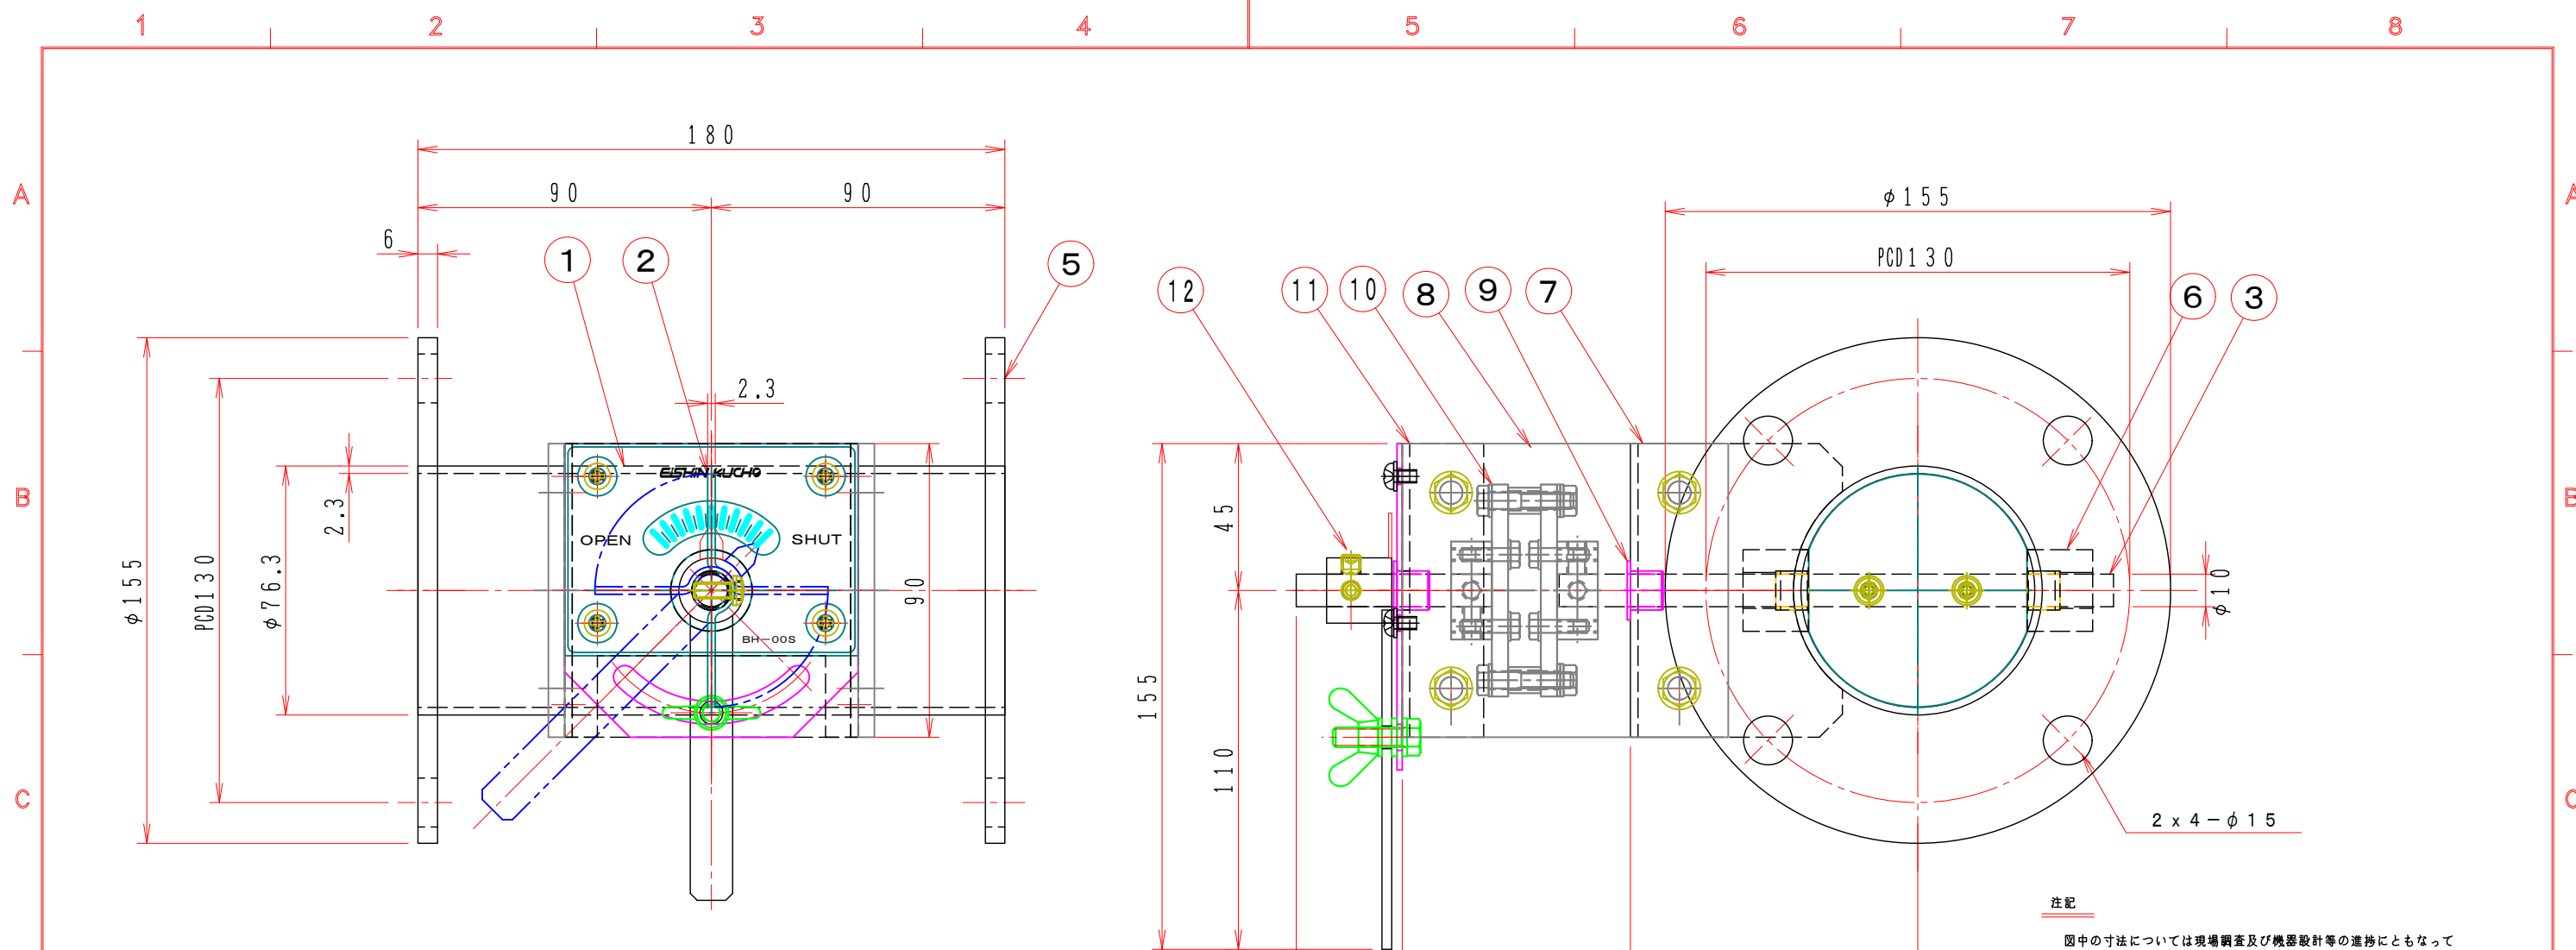 1 2 3 4 5 6 7 8
A
A
180
90 90
φ155
6
PCD130
1 2 5
12 11 10 8 9 7 6 3
2.3
EISHIN KUCHO
B
B
2.3
OPEN SHUT
45
φ155
PCD130
φ76.3
90
φ10
BH-00S
155
110
C
C
2x4-φ15
注記
図中の寸法については現場調査及び機器設計等の進捗にともなって